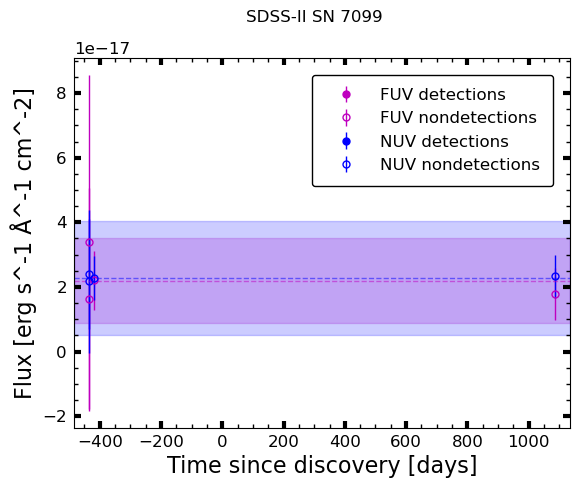 SDSS-II SN 7099
1e−17
FUV detections
FUV nondetections
NUV detections
NUV nondetections
8
6
4
2
0
−2
Flux [erg s^-1 Å^-1 cm^-2]
−400 −200 0 200 400 600 800 1000
Time since discovery [days]